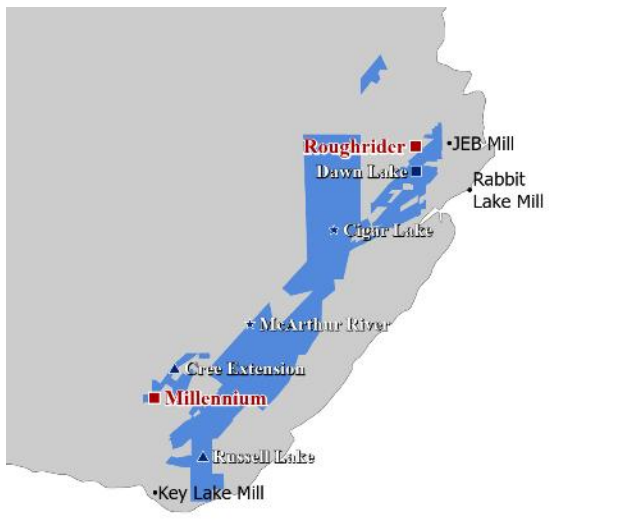 Roughrider
JEB Mill
Dawn Lake
Rabbit
Lake Mill
Cigar Lake
McArthur River
Cree Extension
Millennium
Russell Lake
Key Lake Mill